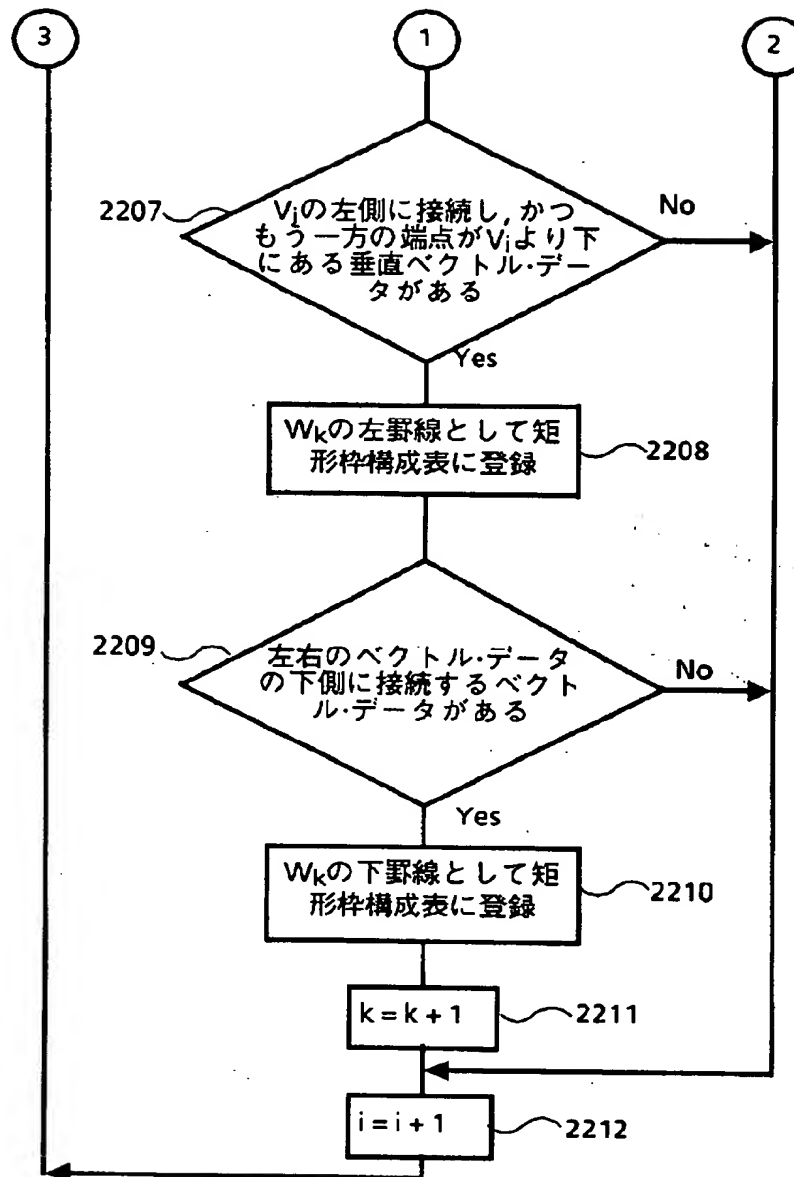 3
1
2
2207
Vjの左側に接続し,かつ
もう一方の端点がViより下
にある垂直ベクトル・デー
タがある
No
Yes
Wkの左罫線として矩
形枠構成表に登録
2208
2209
左右のベクトル・データ
の下側に接続するベクト
ル・データがある
No
Yes
Wkの下罫線として矩
形枠構成表に登録
2210
k=k+1
2211
i=i+1
2212